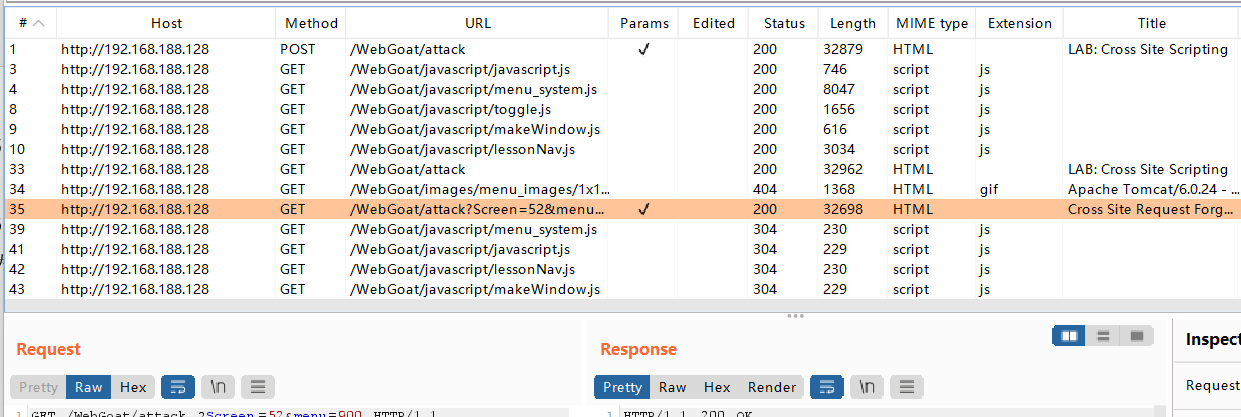 # Host Method URL Params Edited Status Length MIME type Extension Title
1 http://192.168.188.128 POST /WebGoat/attack ✓ 200 32879 HTML LAB: Cross Site Scripting
3 http://192.168.188.128 GET /WebGoat/javascript/javascript.js 200 746 script js
4 http://192.168.188.128 GET /WebGoat/javascript/menu_system.js 200 8047 script js
8 http://192.168.188.128 GET /WebGoat/javascript/toggle.js 200 1656 script js
9 http://192.168.188.128 GET /WebGoat/javascript/makeWindow.js 200 616 script js
10 http://192.168.188.128 GET /WebGoat/javascript/lessonNav.js 200 3034 script js
33 http://192.168.188.128 GET /WebGoat/attack 200 32962 HTML LAB: Cross Site Scripting
34 http://192.168.188.128 GET /WebGoat/images/menu_images/1x1... 404 1368 HTML gif Apache Tomcat/6.0.24 - ...
35 http://192.168.188.128 GET /WebGoat/attack?Screen=52&menu... ✓ 200 32698 HTML Cross Site Request Forg...
39 http://192.168.188.128 GET /WebGoat/javascript/menu_system.js 304 230 script js
41 http://192.168.188.128 GET /WebGoat/javascript/javascript.js 304 229 script js
42 http://192.168.188.128 GET /WebGoat/javascript/lessonNav.js 304 230 script js
43 http://192.168.188.128 GET /WebGoat/javascript/makeWindow.js 304 229 script js
Request Response Inspect
Pretty Raw Hex \n Pretty Raw Hex Render \n Request
1 GET /WebGoat/attack ?Screen=52&menu=900 HTTP/1.1 1 HTTP/1.1 200 OK